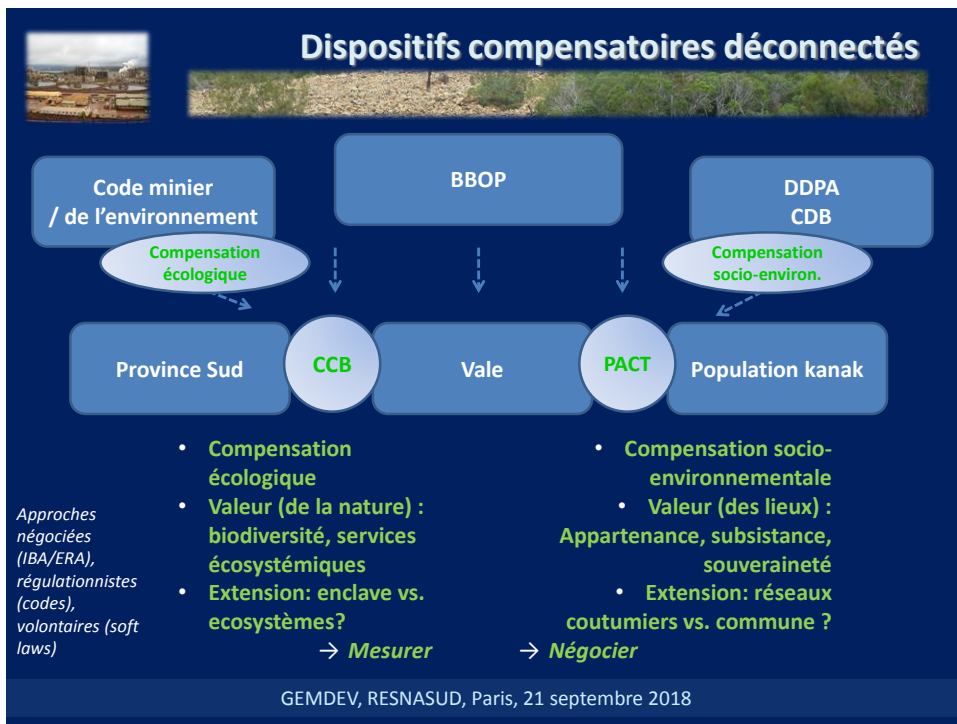 Dispositifs compensatoires déconnectés
Code minier
/ de l'environnement
BBOP
DDPA
CDB
Compensation
écologique
Compensation
socio-environ.
Province Sud
CCB
Vale
PACT
Population kanak
• Compensation
écologique
• Valeur (de la nature) :
biodiversité, services
écosystémiques
• Extension: enclave vs.
ecosystèmes?
→ Mesurer
• Compensation socio-
environnementale
• Valeur (des lieux) :
Appartenance, subsistance,
souveraineté
• Extension: réseaux
coutumiers vs. commune ?
→ Négocier
Approches
négociées
(IBA/ERA),
régulationnistes
(codes),
volontaires (soft
laws)
GEMDEV, RESNASUD, Paris, 21 septembre 2018